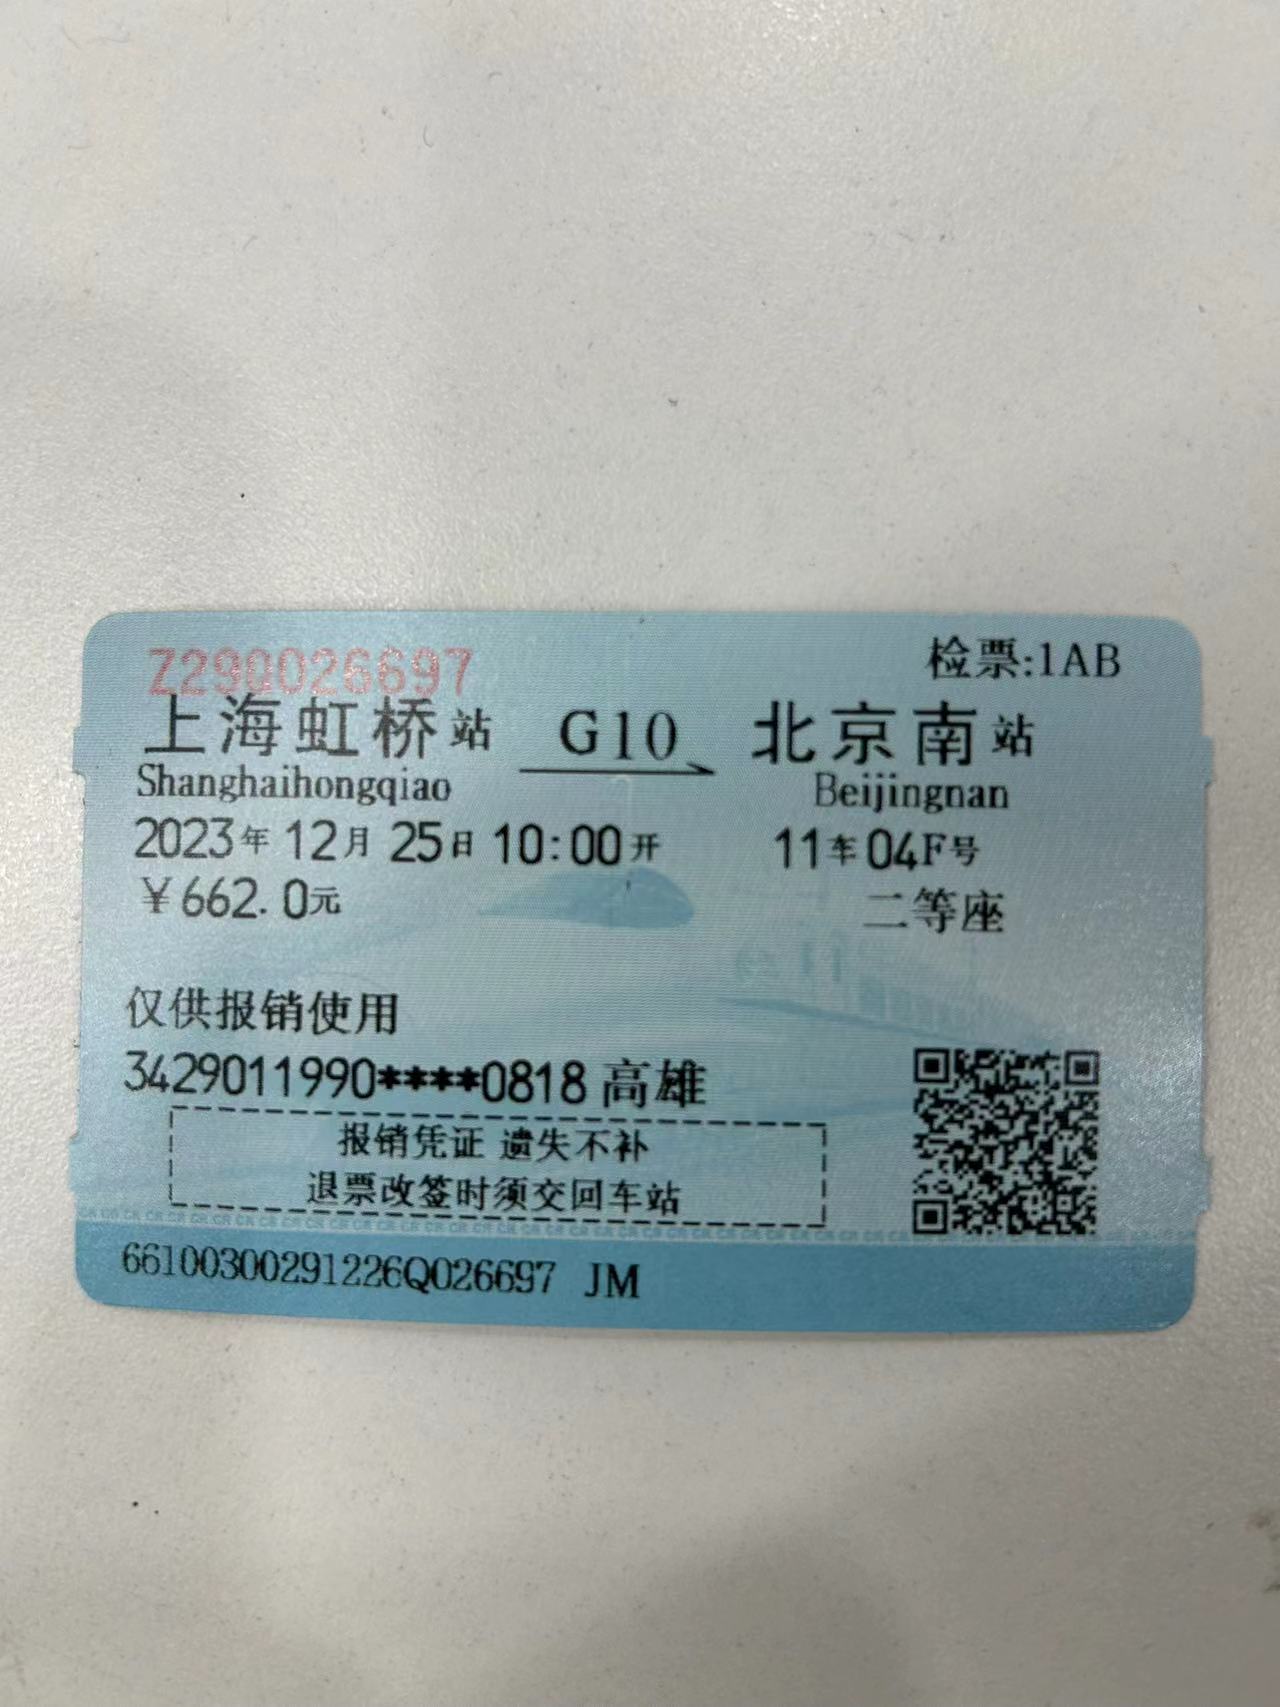 Z29Q026697 检票:1AB
上海虹桥站 G10 北京南站
Shanghaihongqiao Beijingnan
2023年12月25日10:00开 11车04F号
￥662.0元 二等座
仅供报销使用
3429011990****0818 高雄
报销凭证 遗失不补
退票改签时须交回车站
66100300291226Q026697 JM